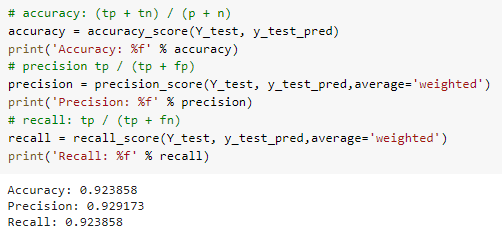 # accuracy: (tp + tn) / (p + n)
accuracy = accuracy_score(Y_test, y_test_pred)
print('Accuracy: %f' % accuracy)
# precision tp / (tp + fp)
precision = precision_score(Y_test, y_test_pred,average='weighted')
print('Precision: %f' % precision)
# recall: tp / (tp + fn)
recall = recall_score(Y_test, y_test_pred,average='weighted')
print('Recall: %f' % recall)
Accuracy: 0.923858
Precision: 0.929173
Recall: 0.923858